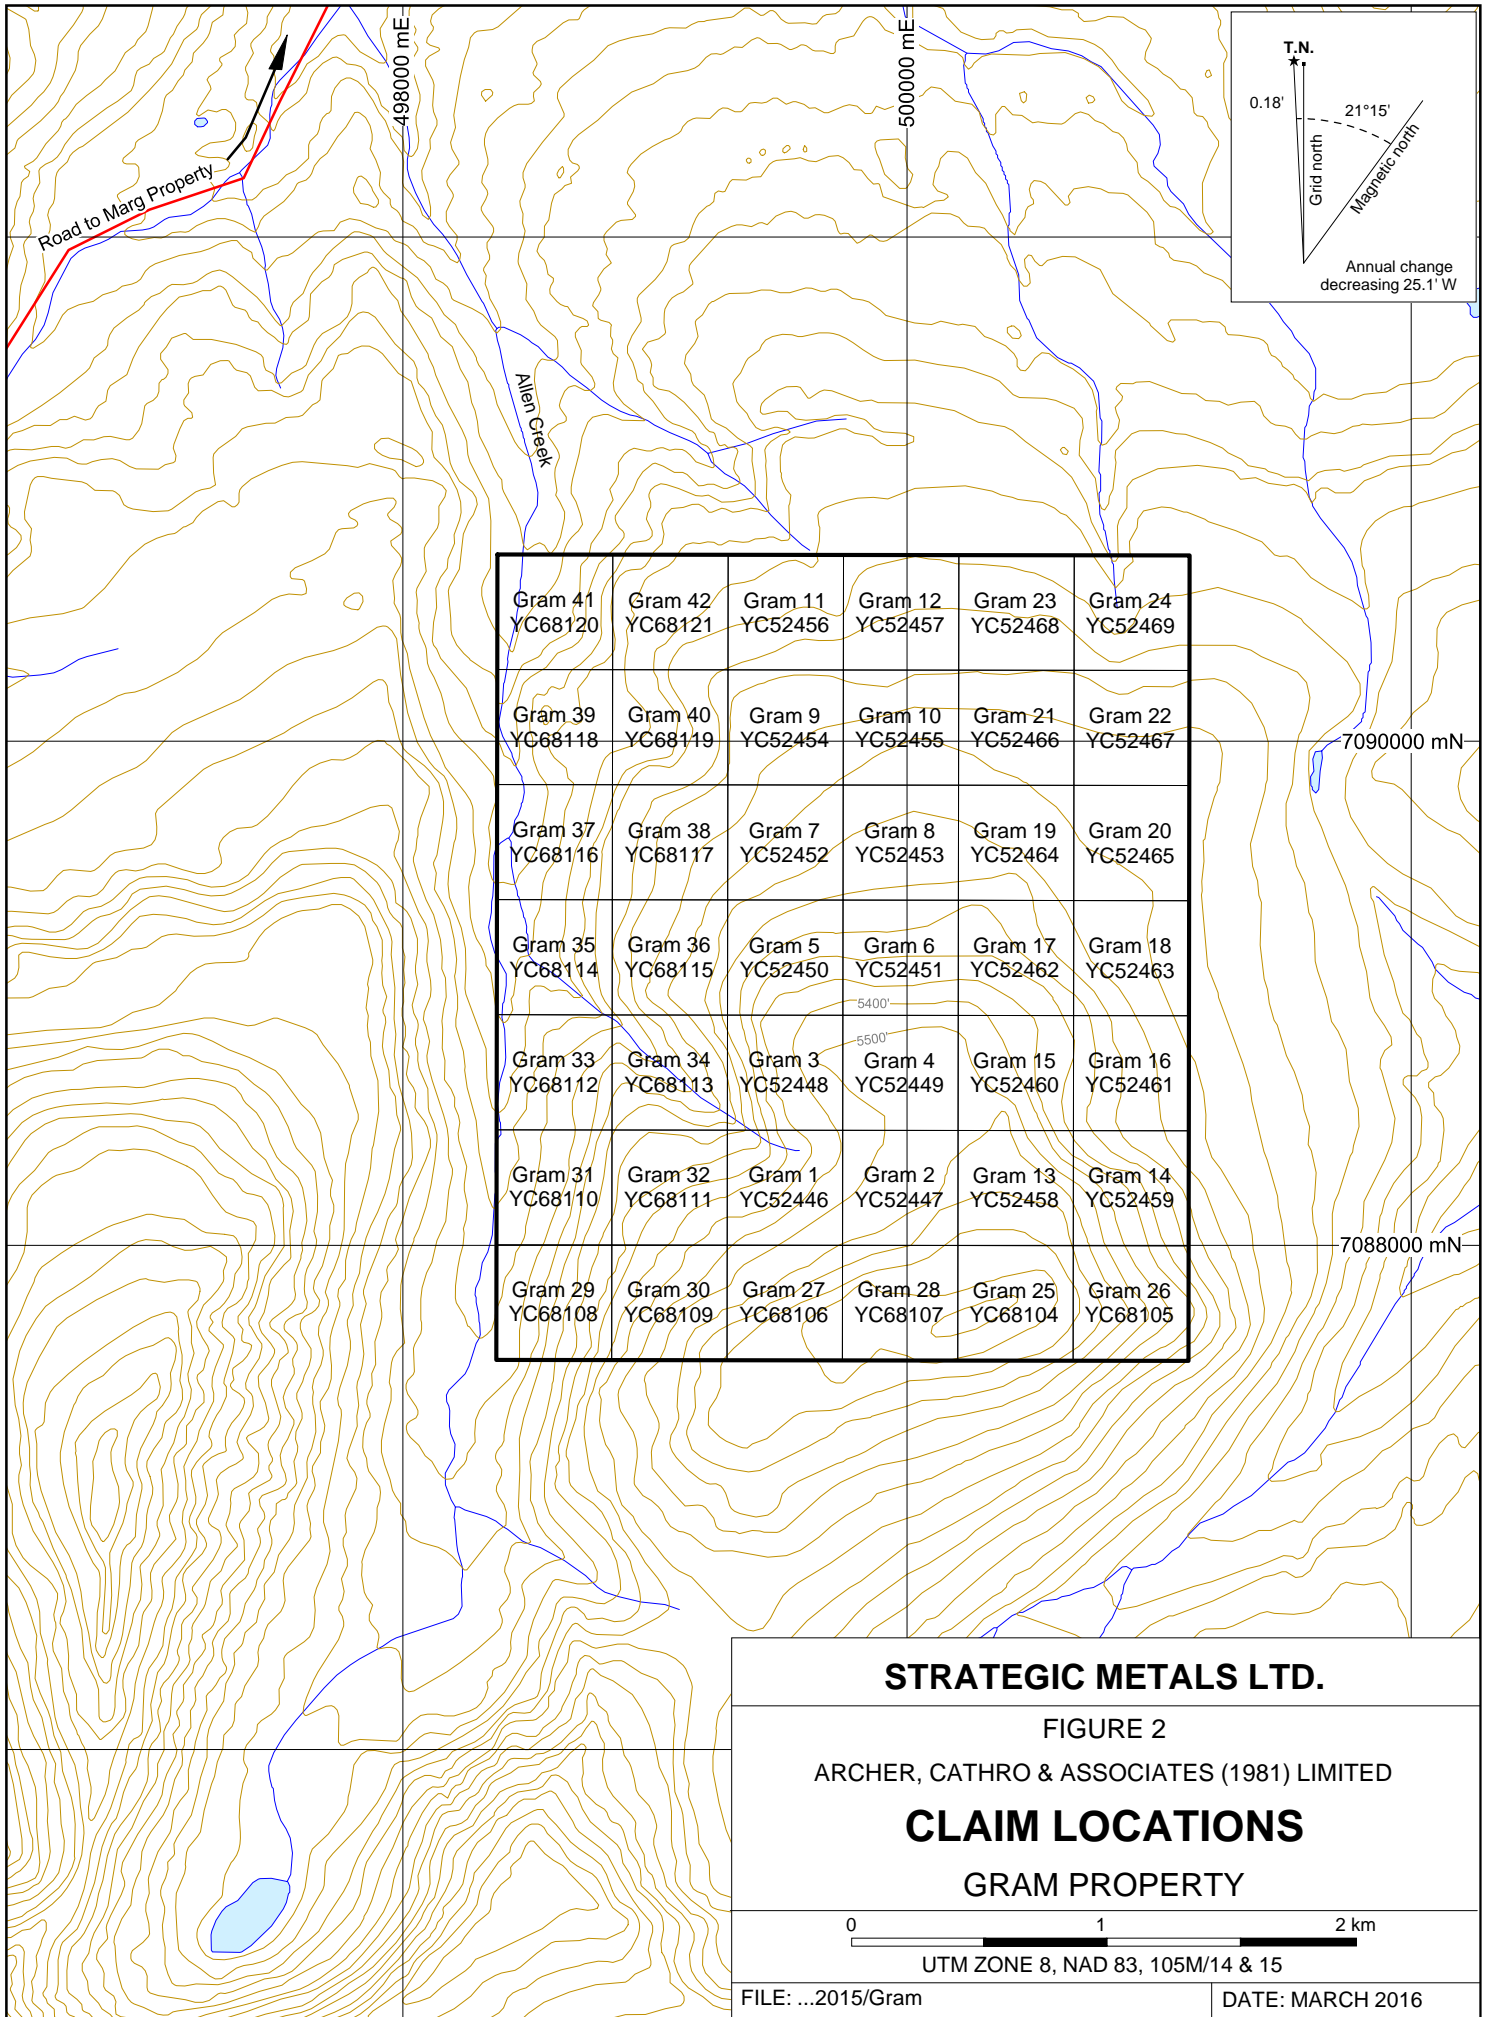 498000 mE
500000 mE
T.N.
0.18'
21°15'
Grid north
Magnetic north
Annual change
decreasing 25.1' W
Road to Marg Property
Allen Creek
Gram 41
YC68120
Gram 42
YC68121
Gram 11
YC52456
Gram 12
YC52457
Gram 23
YC52468
Gram 24
YC52469
Gram 39
YC68118
Gram 40
YC68119
Gram 9
YC52454
Gram 10
YC52455
Gram 21
YC52466
Gram 22
YC52467
7090000 mN
Gram 37
YC68116
Gram 38
YC68117
Gram 7
YC52452
Gram 8
YC52453
Gram 19
YC52464
Gram 20
YC52465
Gram 35
YC68114
Gram 36
YC68115
Gram 5
YC52450
Gram 6
YC52451
Gram 17
YC52462
Gram 18
YC52463
5400'
5500'
Gram 33
YC68112
Gram 34
YC68113
Gram 3
YC52448
Gram 4
YC52449
Gram 15
YC52460
Gram 16
YC52461
Gram 31
YC68110
Gram 32
YC68111
Gram 1
YC52446
Gram 2
YC52447
Gram 13
YC52458
Gram 14
YC52459
7088000 mN
Gram 29
YC68108
Gram 30
YC68109
Gram 27
YC68106
Gram 28
YC68107
Gram 25
YC68104
Gram 26
YC68105
STRATEGIC METALS LTD.
FIGURE 2
ARCHER, CATHRO & ASSOCIATES (1981) LIMITED
CLAIM LOCATIONS
GRAM PROPERTY
0 1 2 km
UTM ZONE 8, NAD 83, 105M/14 & 15
FILE: ...2015/Gram
DATE: MARCH 2016